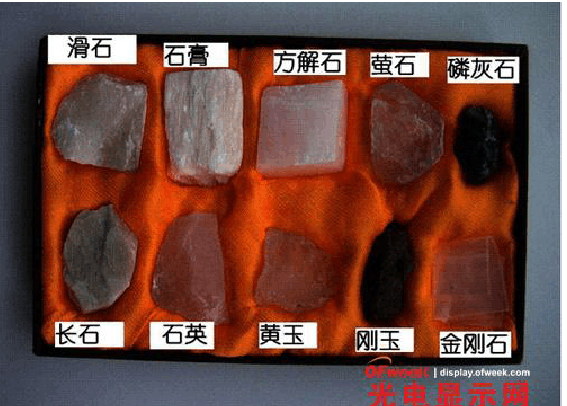 滑石
石膏
方解石
萤石
磷灰石
长石
石英
黄玉
刚玉
金刚石
OFweek | display.ofweek.com
光电显示网